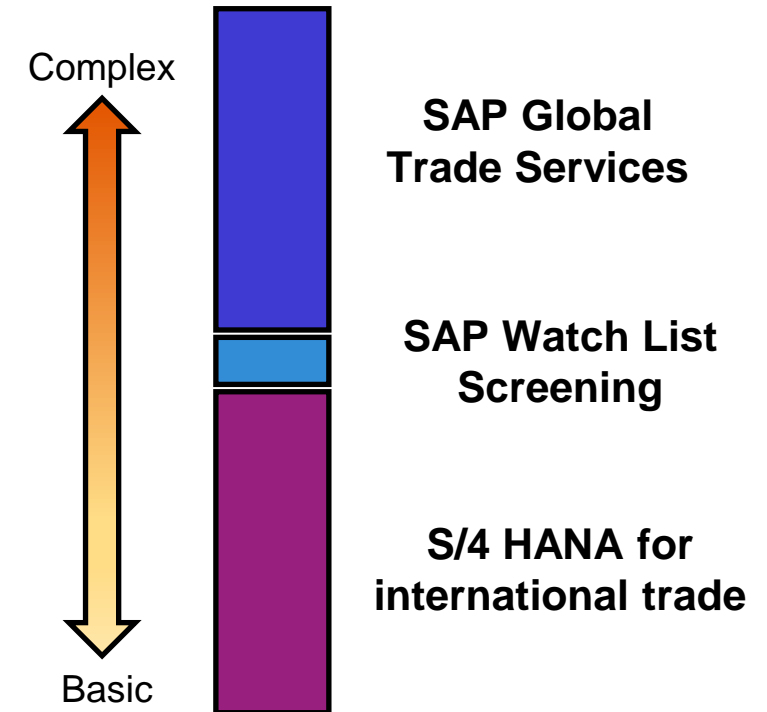 Complex
SAP Global
Trade Services
SAP Watch List
Screening
S/4 HANA for
international trade
Basic